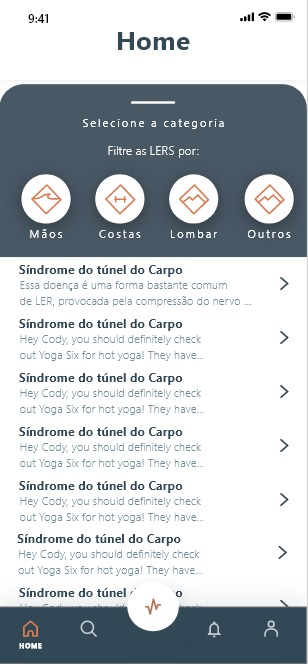 9:41
Home
Selecione a categoria
Filtre as LERS por:
Mãos Costas Lombar Outros
Síndrome do túnel do Carpo
Essa doença é uma forma bastante comum
de LER, provocada pela compressão do nervo ...
Síndrome do túnel do Carpo
Hey Cody, you should definitely check
out Yoga Six for hot yoga! They have...
Síndrome do túnel do Carpo
Hey Cody, you should definitely check
out Yoga Six for hot yoga! They have...
Síndrome do túnel do Carpo
Hey Cody, you should definitely check
out Yoga Six for hot yoga! They have...
Síndrome do túnel do Carpo
Hey Cody, you should definitely check
out Yoga Six for hot yoga! They have...
Síndrome do túnel do Carpo
Hey Cody, you should definitely check
out Yoga Six for hot yoga! They have...
Síndrome do túnel do Carpo
HOME